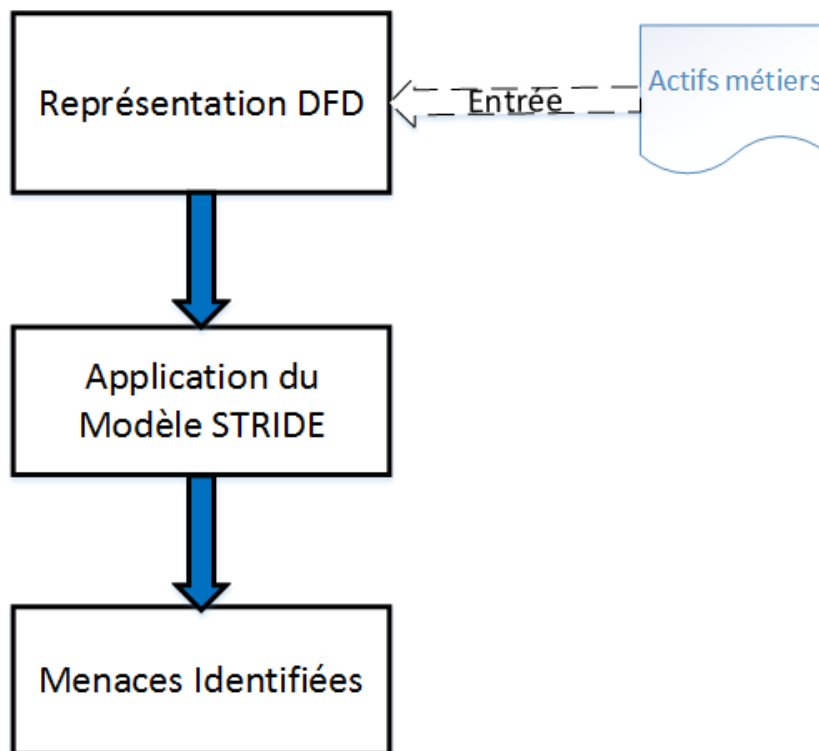 Représentation DFD
Entrée
Actifs métiers
Application du
Modèle STRIDE
Menaces Identifiées